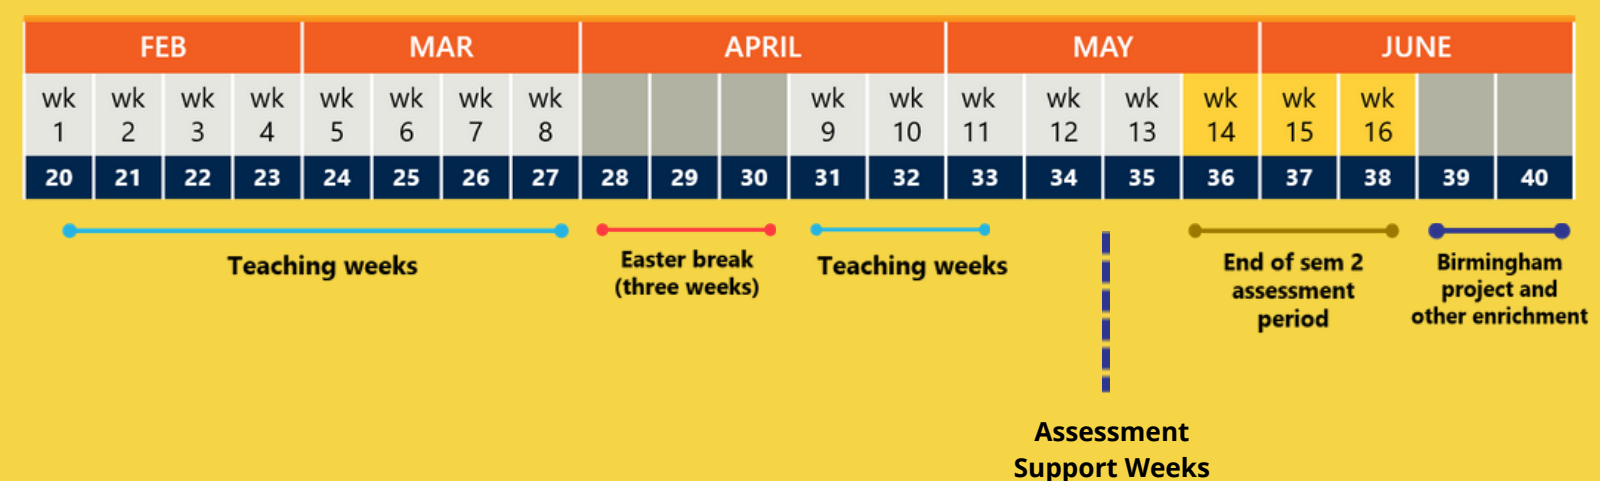 FEB MAR APRIL MAY JUNE
wk wk wk wk wk wk wk wk wk wk wk wk wk wk wk wk
1 2 3 4 5 6 7 8 9 10 11 12 13 14 15 16
20 21 22 23 24 25 26 27 28 29 30 31 32 33 34 35 36 37 38 39 40
Teaching weeks
Easter break
(three weeks)
Teaching weeks
Assessment
Support Weeks
End of sem 2
assessment
period
Birmingham
project and
other enrichment